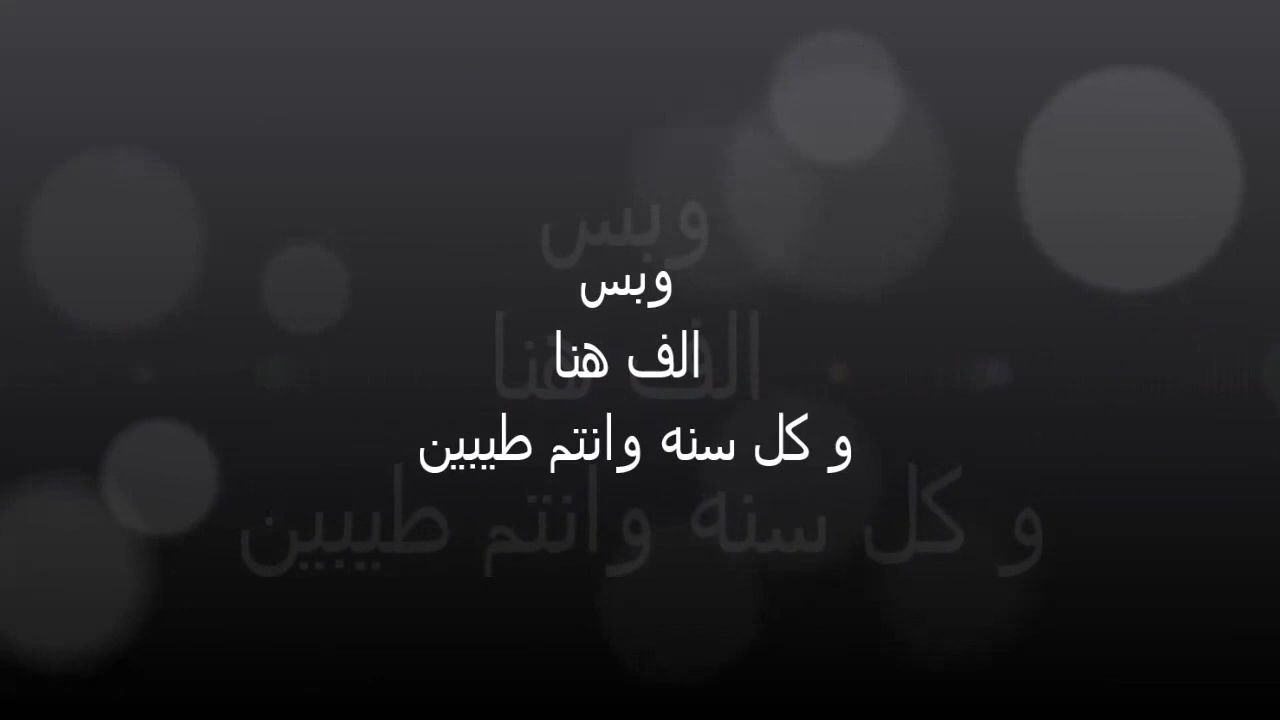 وبس
الف هنا
و كل سنه وانتم طيبين